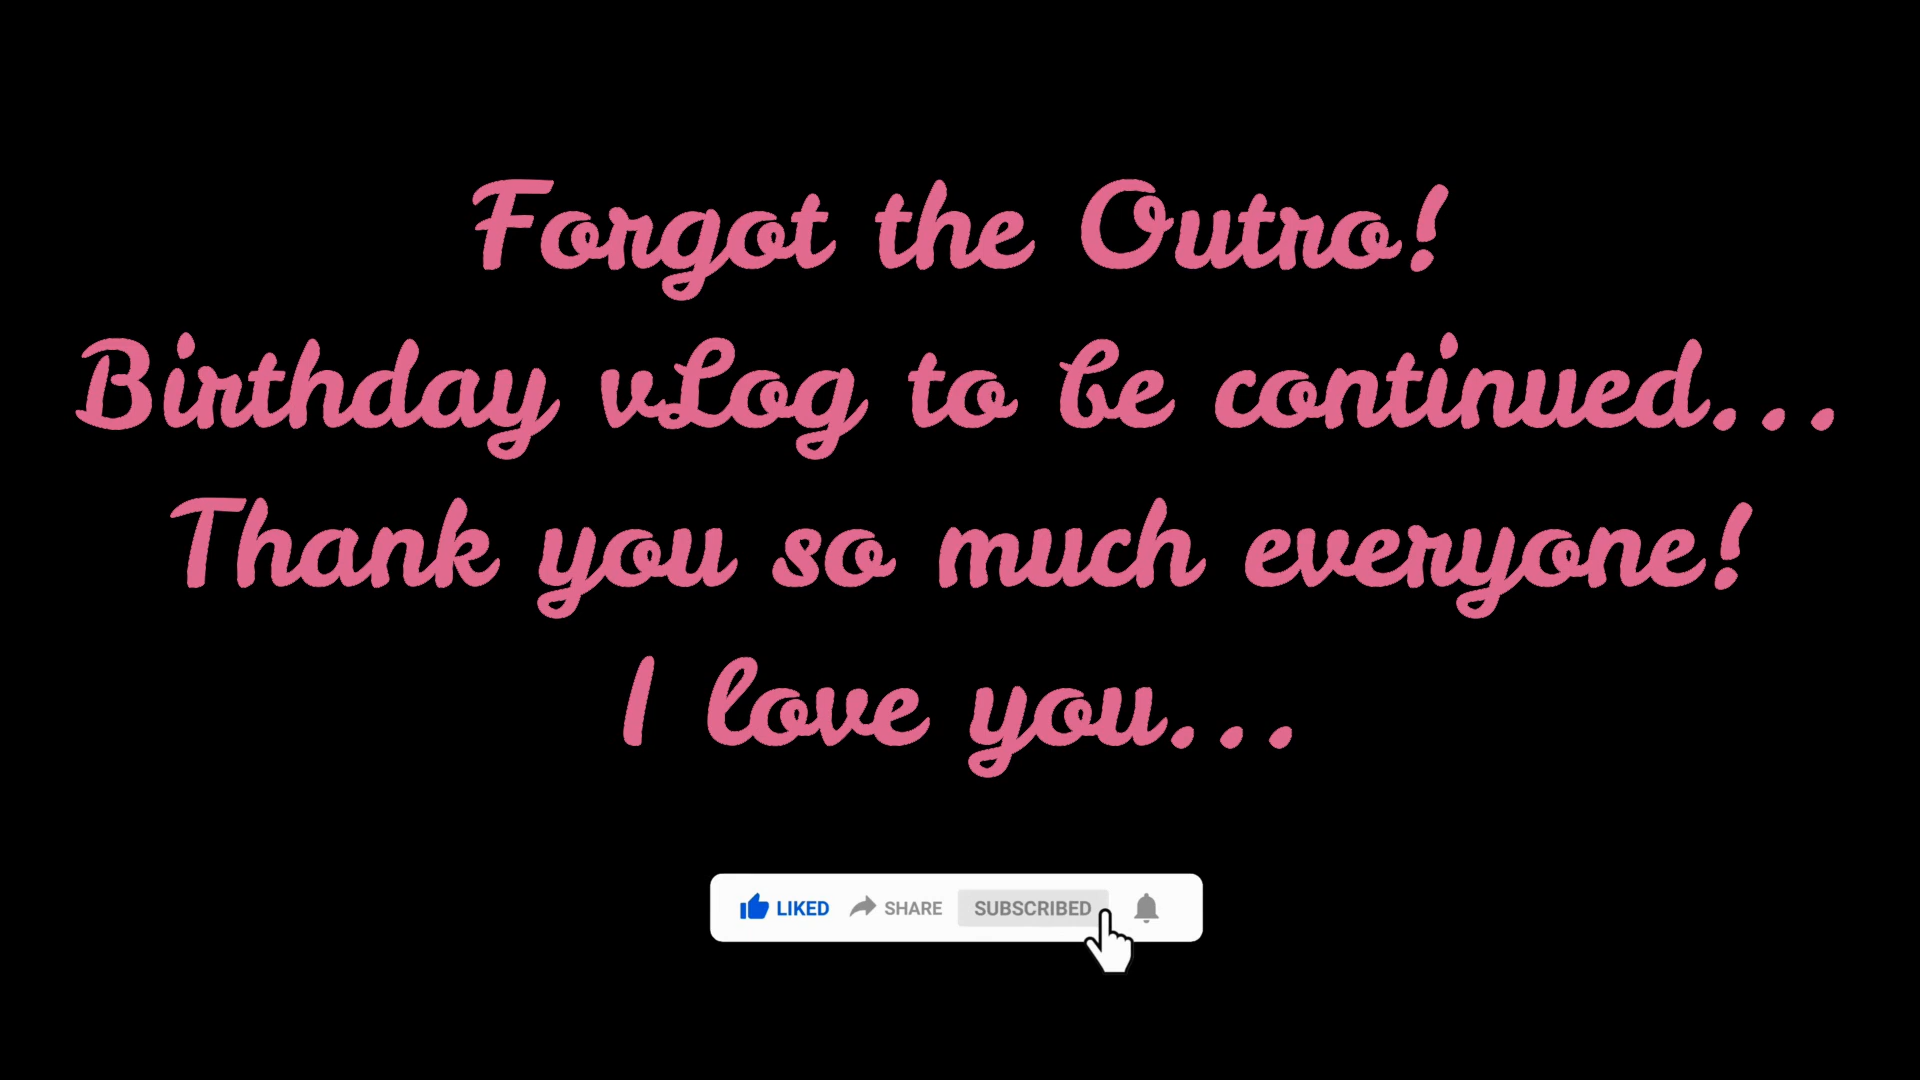 Forgot the Outro!
Birthday vLog to be continued...
Thank you so much everyone!
I love you...
LIKED SHARE SUBSCRIBED